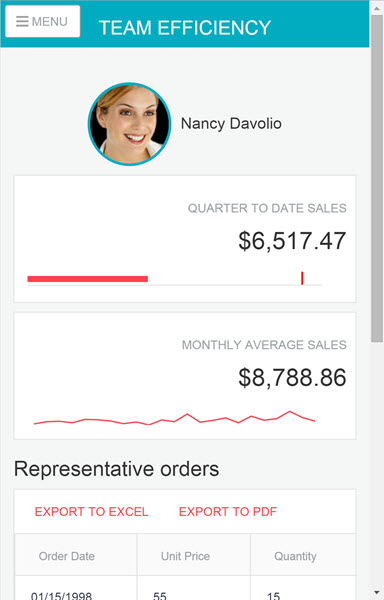 MENU
TEAM EFFICIENCY
Nancy Davolio
QUARTER TO DATE SALES
$6,517.47
MONTHLY AVERAGE SALES
$8,788.86
Representative orders
EXPORT TO EXCEL EXPORT TO PDF
Order Date Unit Price Quantity
01/15/1998 55 15